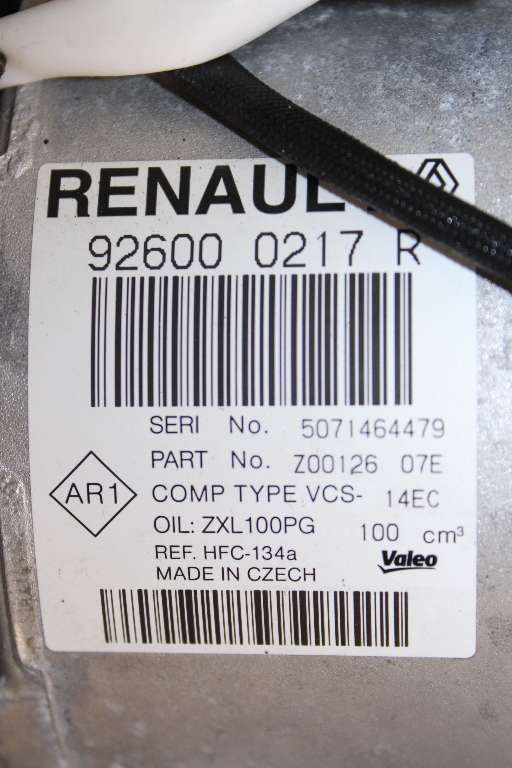 RENAULT
92600 0217 R
SERI No. 5071464479
PART No. Z00126 07E
AR1
COMP TYPE VCS- 14EC
OIL: ZXL100PG 100 cm³
REF. HFC-134a
Valeo
MADE IN CZECH